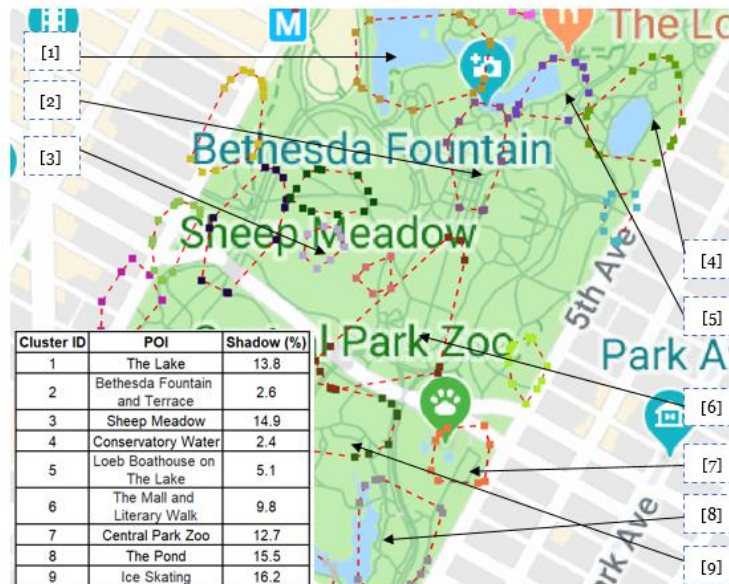 [1]
[2]
[3]
M
The Lo
Bethesda Fountain
Sheep Meadow
Central Park Zoo
5th Ave
Park A
Park Ave
[4]
[5]
[6]
[7]
[8]
[9]
Cluster ID POI Shadow (%)
1 The Lake 13.8
2 Bethesda Fountain and Terrace 2.6
3 Sheep Meadow 14.9
4 Conservatory Water 2.4
5 Loeb Boathouse on The Lake 5.1
6 The Mall and Literary Walk 9.8
7 Central Park Zoo 12.7
8 The Pond 15.5
9 Ice Skating 16.2